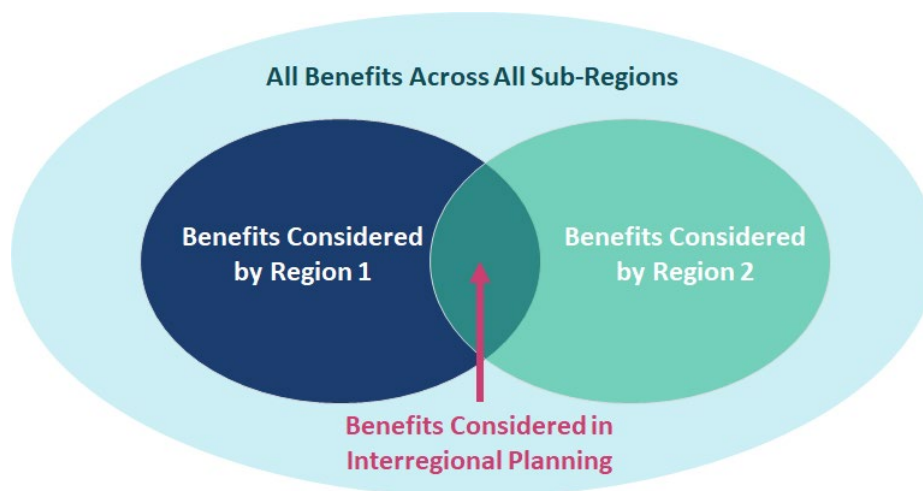 All Benefits Across All Sub-Regions
Benefits Considered
by Region 1
Benefits Considered
by Region 2
Benefits Considered in
Interregional Planning